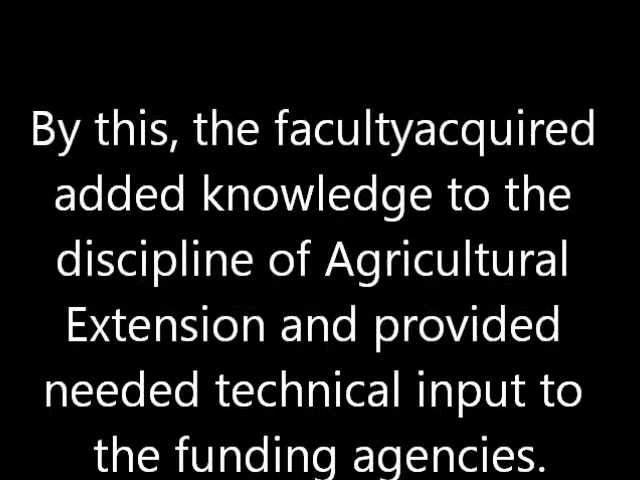 By this, the facultyacquired
added knowledge to the
discipline of Agricultural
Extension and provided
needed technical input to
the funding agencies.